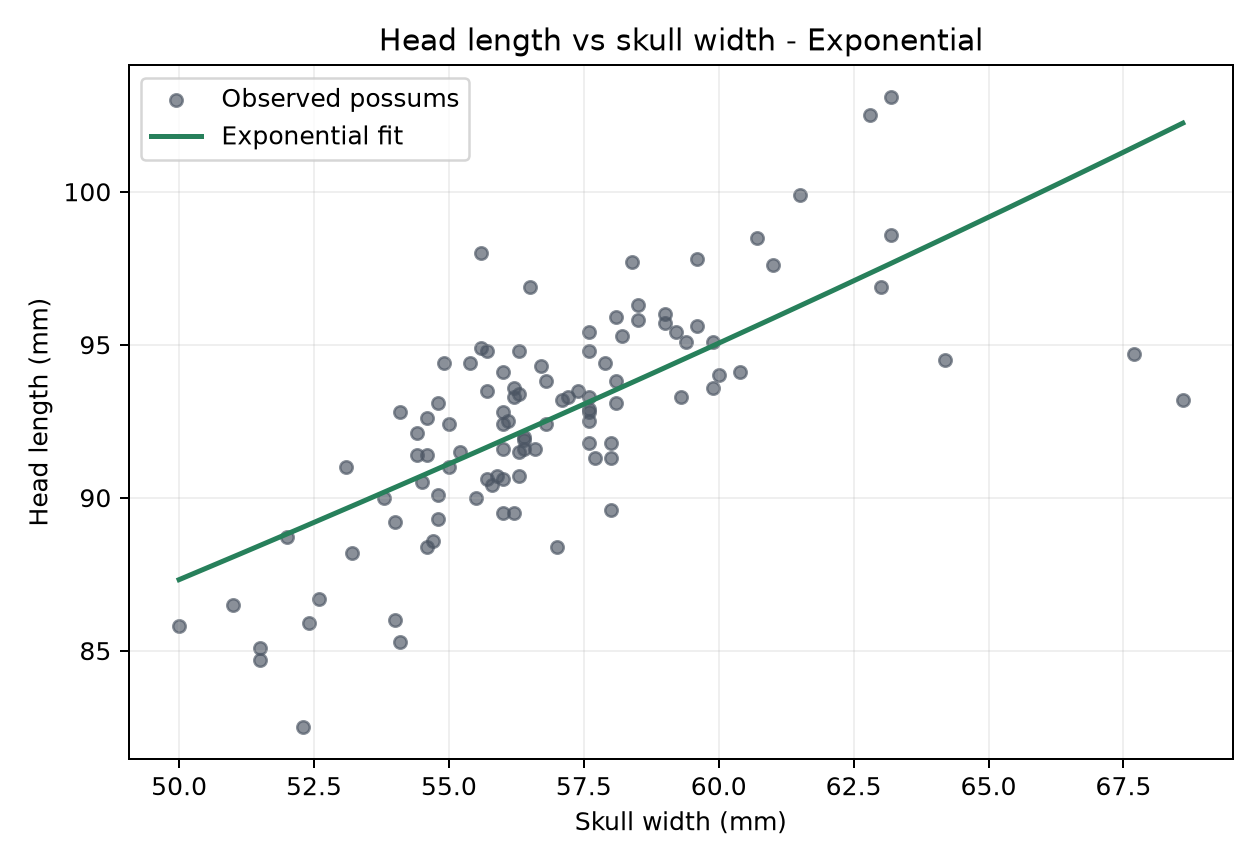 Head length vs skull width - Exponential
Observed possums
Exponential fit
100
95
90
85
Head length (mm)
50.0 52.5 55.0 57.5 60.0 62.5 65.0 67.5
Skull width (mm)